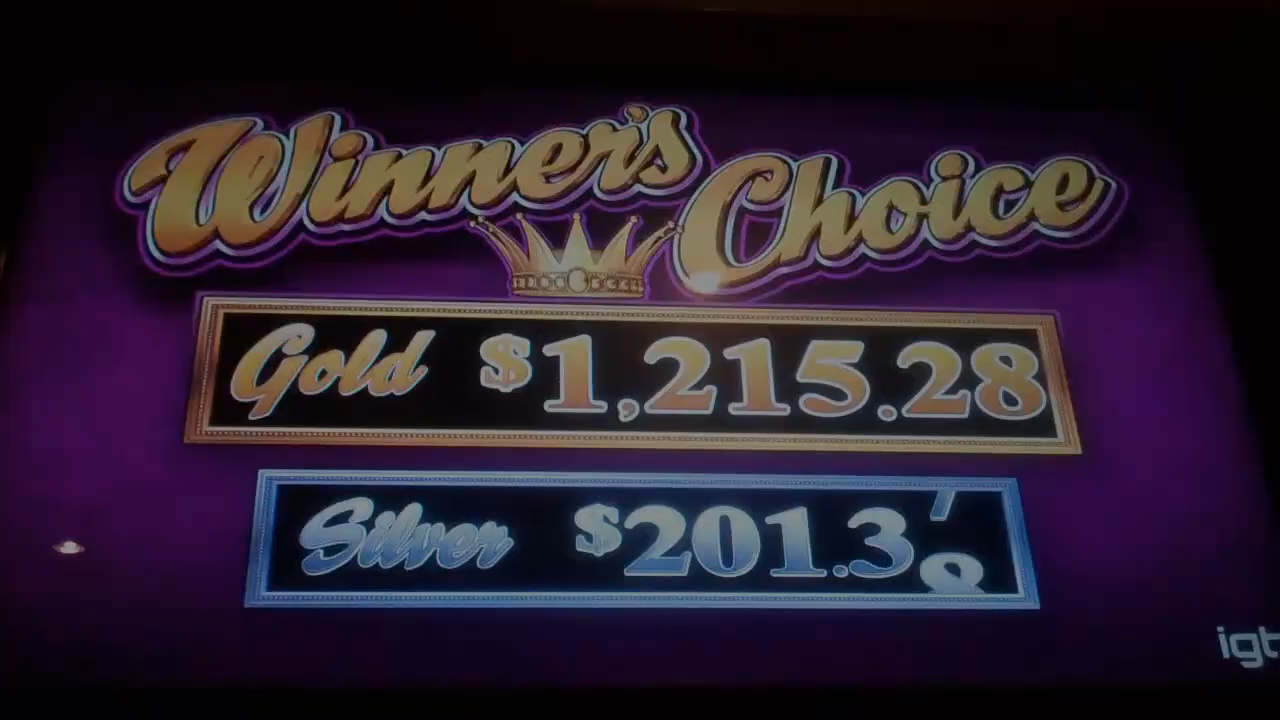 Winner's Choice
Gold $1,215.28
Silver $201.3
igt